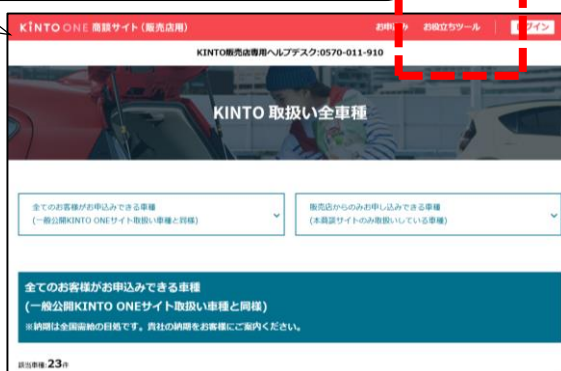 KINTO ONE 商談サイト（販売店用）
お申込み お役立ちツール ログイン
KINTO販売店専用ヘルプデスク:0570-011-910
KINTO 取扱い全車種
全てのお客様がお申込みできる車種
(一般公開KINTO ONEサイト取扱い車種と同様)
販売店からのみお申し込みできる車種
(本商談サイトのみ取扱いしている車種)
全てのお客様がお申込みできる車種
(一般公開KINTO ONEサイト取扱い車種と同様)
※納期は全国需給の目処です。貴社の納期をお客様にご案内ください。
該当車種:23件